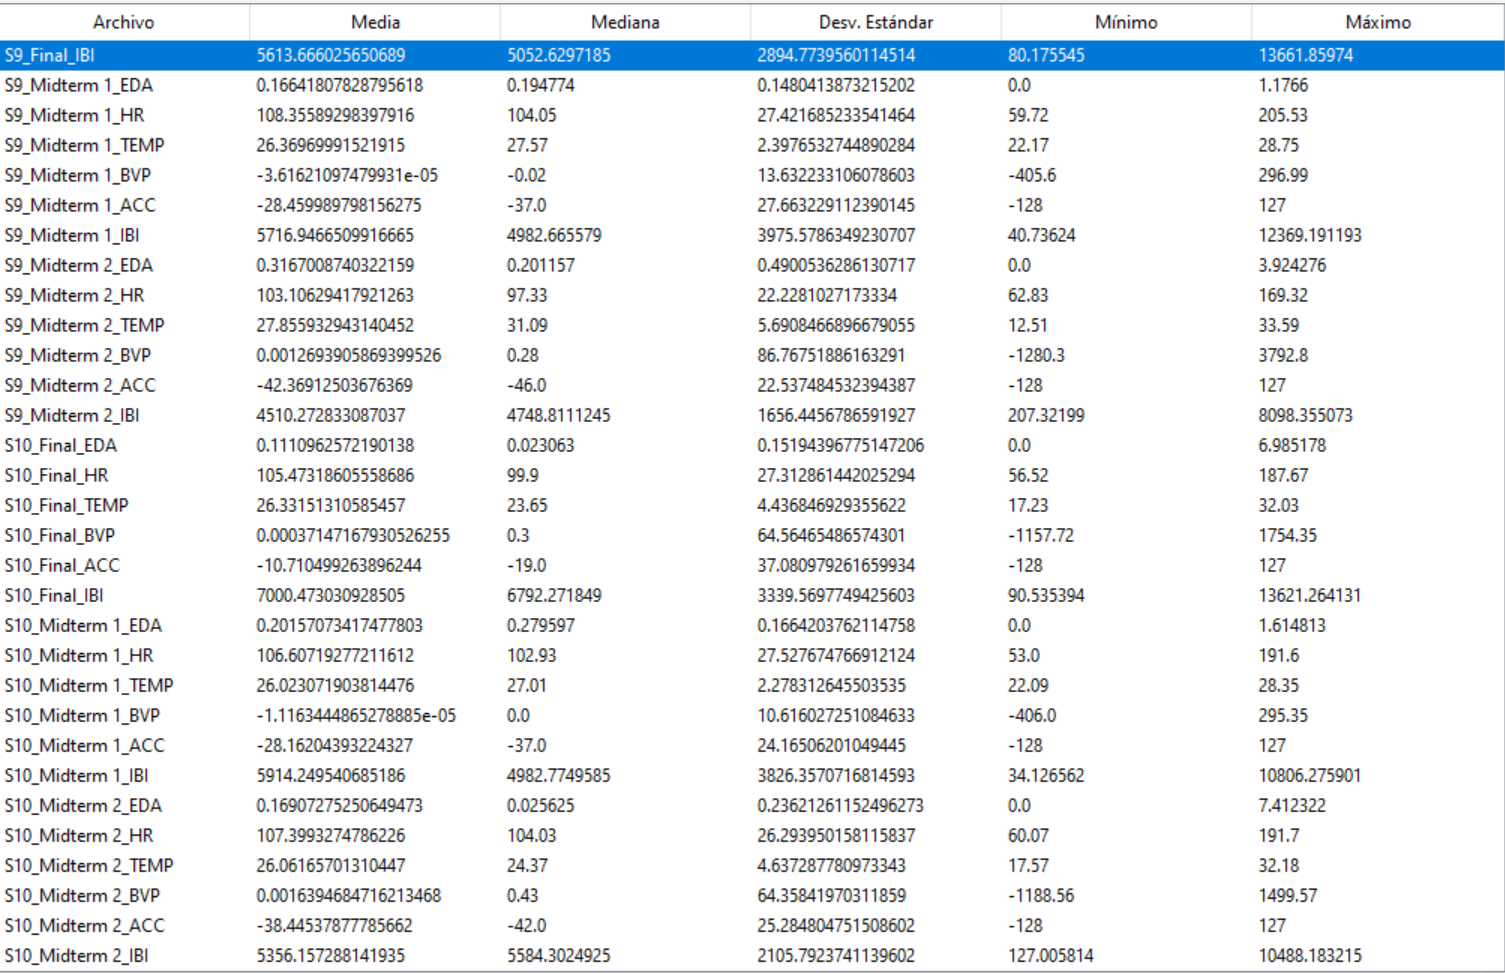 Archivo Media Mediana Desv. Estándar Mínimo Máximo
S9_Final_IBI 5613.666025650689 5052.6297185 2894.7739560114514 80.175545 13661.85974
S9_Midterm 1_EDA 0.16641807828795618 0.194774 0.1480413873215202 0.0 1.1766
S9_Midterm 1_HR 108.35589298397916 104.05 27.421685233541464 59.72 205.53
S9_Midterm 1_TEMP 26.36969991521915 27.57 2.3976532744890284 22.17 28.75
S9_Midterm 1_BVP -3.61621097479931e-05 -0.02 13.632233106078603 -405.6 296.99
S9_Midterm 1_ACC -28.459989798156275 -37.0 27.663229112390145 -128 127
S9_Midterm 1_IBI 5716.9466509916665 4982.665579 3975.5786349230707 40.73624 12369.191193
S9_Midterm 2_EDA 0.3167008740322159 0.201157 0.4900536286130717 0.0 3.924276
S9_Midterm 2_HR 103.10629417921263 97.33 22.2281027173334 62.83 169.32
S9_Midterm 2_TEMP 27.855932943140452 31.09 5.6908466896679055 12.51 33.59
S9_Midterm 2_BVP 0.0012693905869399526 0.28 86.76751886163291 -1280.3 3792.8
S9_Midterm 2_ACC -42.36912503676369 -46.0 22.537484532394387 -128 127
S9_Midterm 2_IBI 4510.272833087037 4748.8111245 1656.4456786591927 207.32199 8098.355073
S10_Final_EDA 0.1110962572190138 0.023063 0.15194396775147206 0.0 6.985178
S10_Final_HR 105.47318605558686 99.9 27.312861442025294 56.52 187.67
S10_Final_TEMP 26.33151310585457 23.65 4.436846929355622 17.23 32.03
S10_Final_BVP 0.00037147167930526255 0.3 64.56465486574301 -1157.72 1754.35
S10_Final_ACC -10.710499263896244 -19.0 37.080979261659934 -128 127
S10_Final_IBI 7000.473030928505 6792.271849 3339.5697749425603 90.535394 13621.264131
S10_Midterm 1_EDA 0.20157073417477803 0.279597 0.1664203762114758 0.0 1.614813
S10_Midterm 1_HR 106.60719277211612 102.93 27.527674766912124 53.0 191.6
S10_Midterm 1_TEMP 26.023071903814476 27.01 2.278312645503535 22.09 28.35
S10_Midterm 1_BVP -1.1163444865278885e-05 0.0 10.616027251084633 -406.0 295.35
S10_Midterm 1_ACC -28.16204393224327 -37.0 24.16506201049445 -128 127
S10_Midterm 1_IBI 5914.249540685186 4982.7749585 3826.3570716814593 34.126562 10806.275901
S10_Midterm 2_EDA 0.16907275250649473 0.025625 0.23621261152496273 0.0 7.412322
S10_Midterm 2_HR 107.3993274786226 104.03 26.293950158115837 60.07 191.7
S10_Midterm 2_TEMP 26.06165701310447 24.37 4.637287780973343 17.57 32.18
S10_Midterm 2_BVP 0.0016394684716213468 0.43 64.35841970311859 -1188.56 1499.57
S10_Midterm 2_ACC -38.44537877785662 -42.0 25.284804751508602 -128 127
S10_Midterm 2_IBI 5356.157288141935 5584.3024925 2105.7923741139602 127.005814 10488.183215